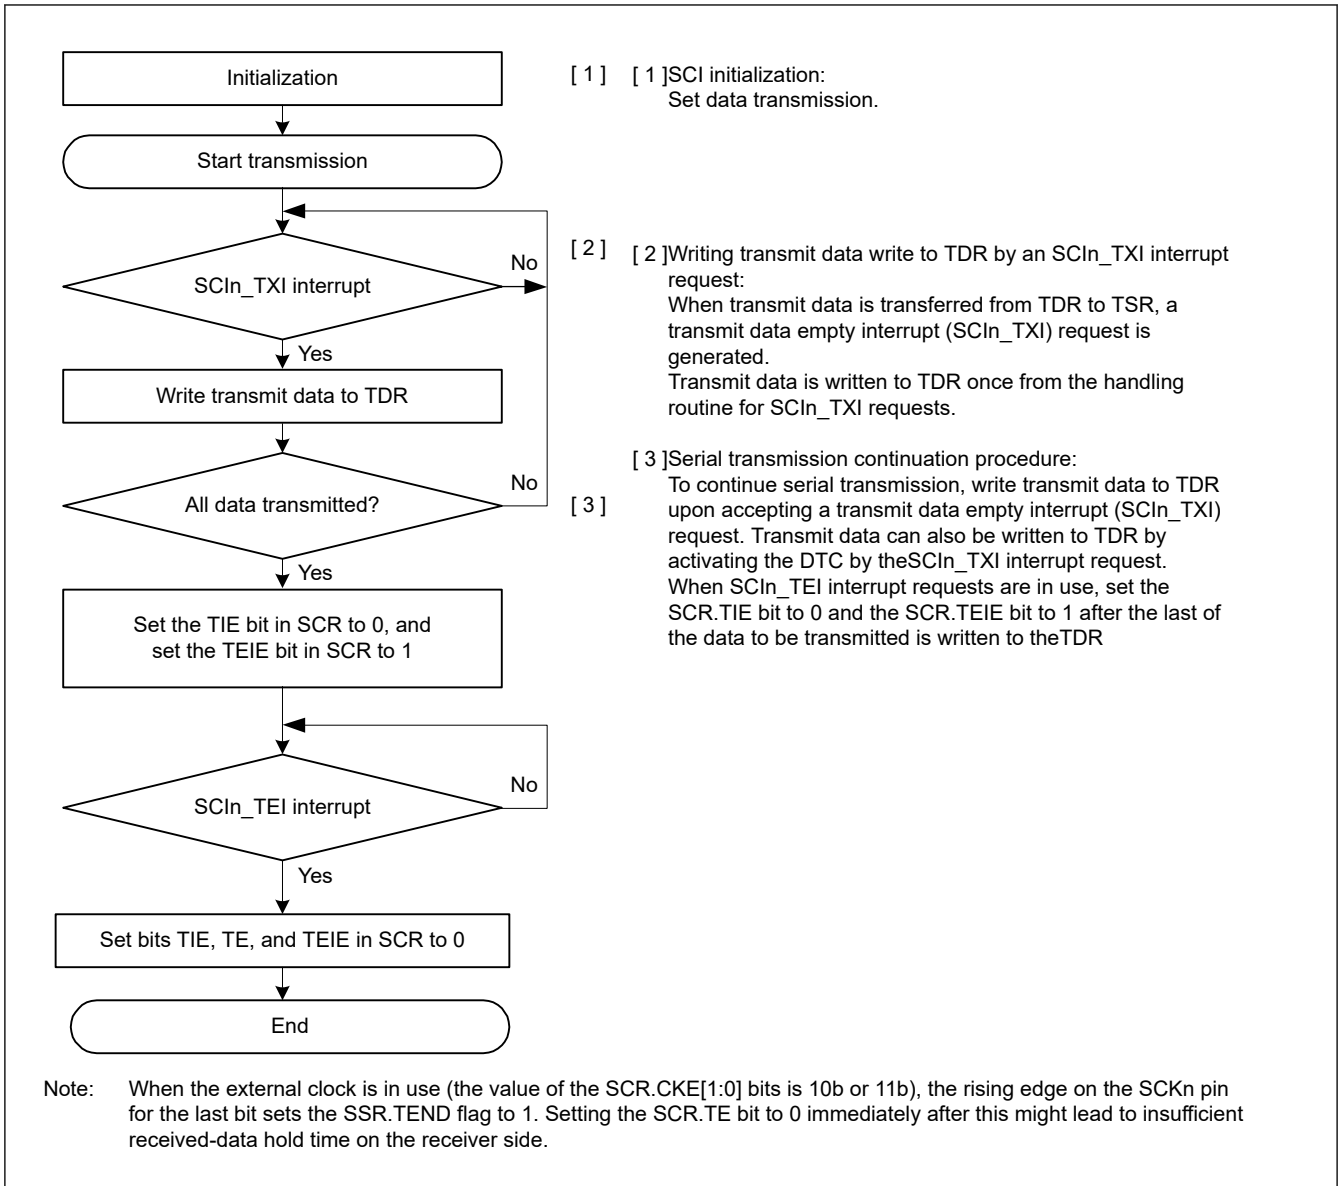 Initialization
[ 1 ]
[ 1 ]SCI initialization:
Set data transmission.
Start transmission
SCIn_TXI interrupt
No
Yes
[ 2 ]
[ 2 ]Writing transmit data write to TDR by an SCIn_TXI interrupt
request:
When transmit data is transferred from TDR to TSR, a
transmit data empty interrupt (SCIn_TXI) request is
generated.
Transmit data is written to TDR once from the handling
routine for SCIn_TXI requests.
Write transmit data to TDR
All data transmitted?
No
Yes
[ 3 ]
[ 3 ]Serial transmission continuation procedure:
To continue serial transmission, write transmit data to TDR
upon accepting a transmit data empty interrupt (SCIn_TXI)
request. Transmit data can also be written to TDR by
activating the DTC by theSCIn_TXI interrupt request.
When SCIn_TEI interrupt requests are in use, set the
SCR.TIE bit to 0 and the SCR.TEIE bit to 1 after the last of
the data to be transmitted is written to theTDR
Set the TIE bit in SCR to 0, and
set the TEIE bit in SCR to 1
SCIn_TEI interrupt
No
Yes
Set bits TIE, TE, and TEIE in SCR to 0
End
Note: When the external clock is in use (the value of the SCR.CKE[1:0] bits is 10b or 11b), the rising edge on the SCKn pin
for the last bit sets the SSR.TEND flag to 1. Setting the SCR.TE bit to 0 immediately after this might lead to insufficient
received-data hold time on the receiver side.